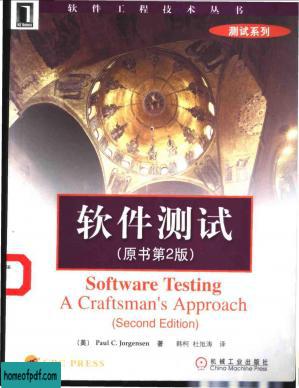 软件工程技术丛书
测试系列
软件测试
(原书第2版)
Software Testing
A Craftsman's Approach
(Second Edition)
(美) Paul C. Jorgensen 著 韩柯 杜旭涛 译
CRC PRESS
机械工业出版社
China Machine Press
homeofpdf.com